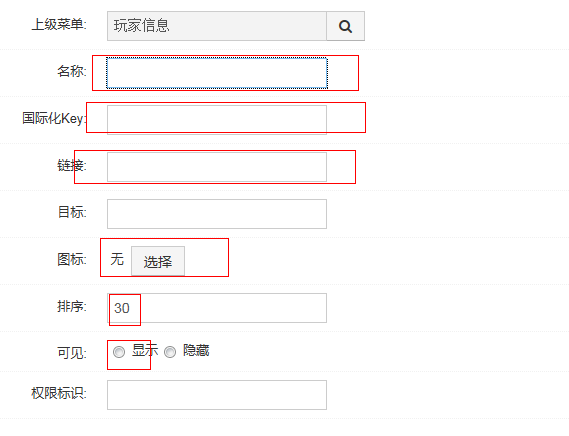 上级菜单: 玩家信息
名称:
国际化Key:
链接:
目标:
图标: 无 选择
排序: 30
可见: 显示 隐藏
权限标识: